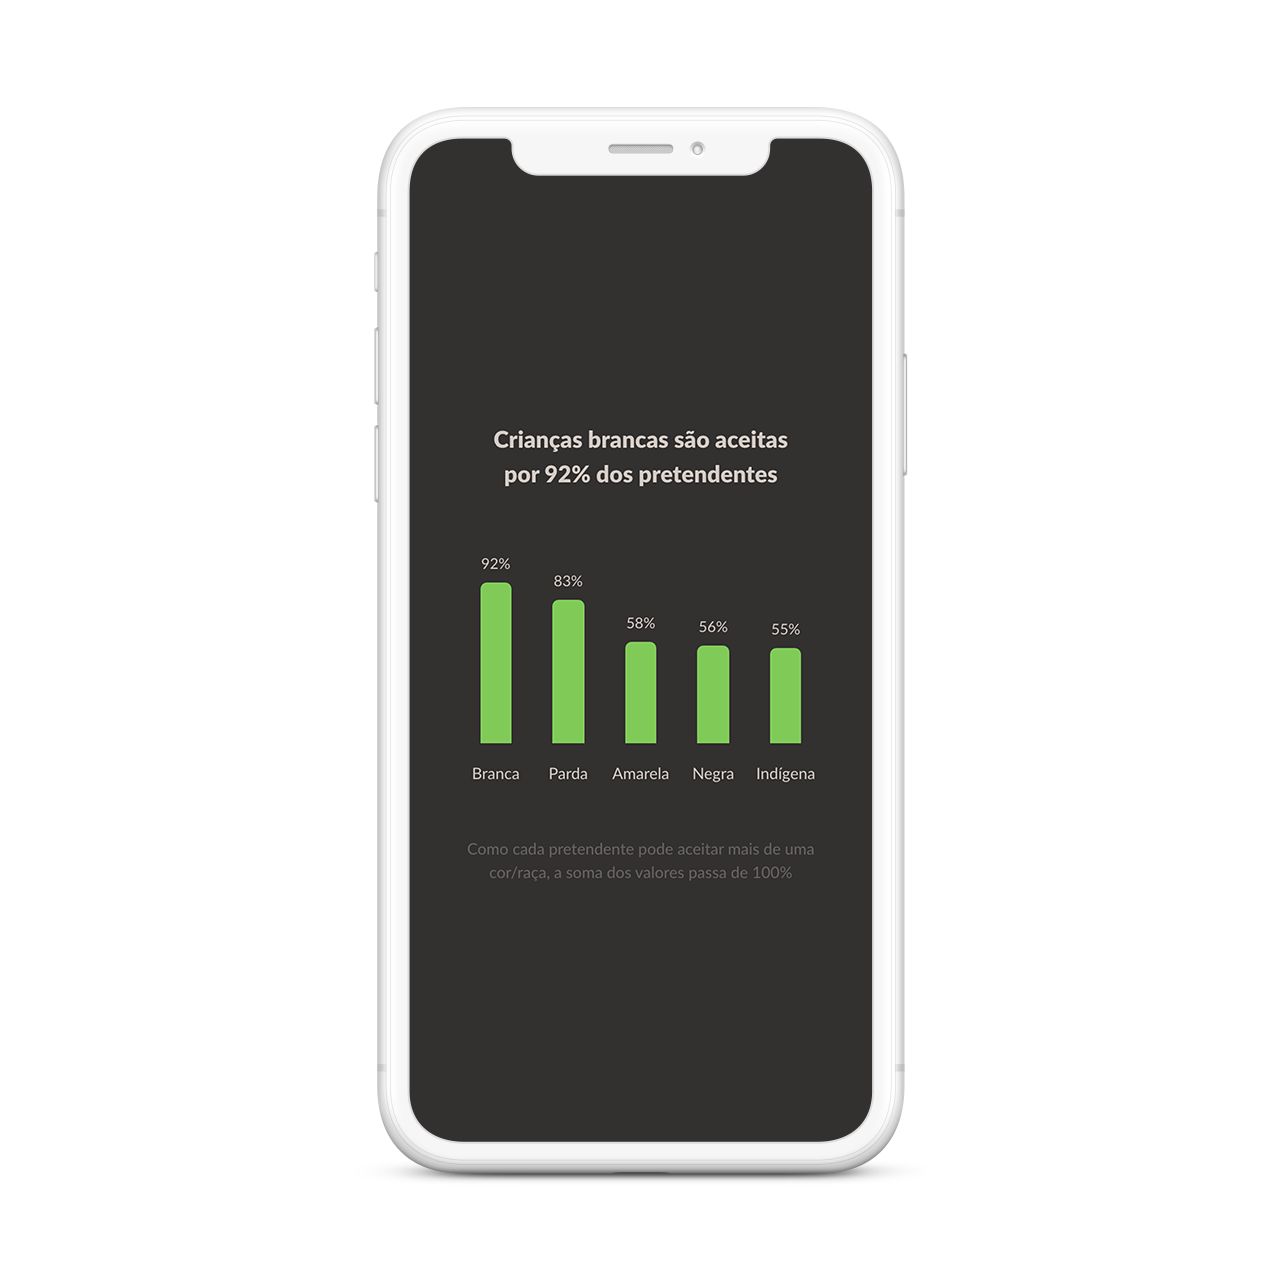 Crianças brancas são aceitas
por 92% dos pretendentes
92%
83%
58%
56%
55%
Branca
Parda
Amarela
Negra
Indígena
Como cada pretendente pode aceitar mais de uma
cor/raça, a soma dos valores passa de 100%